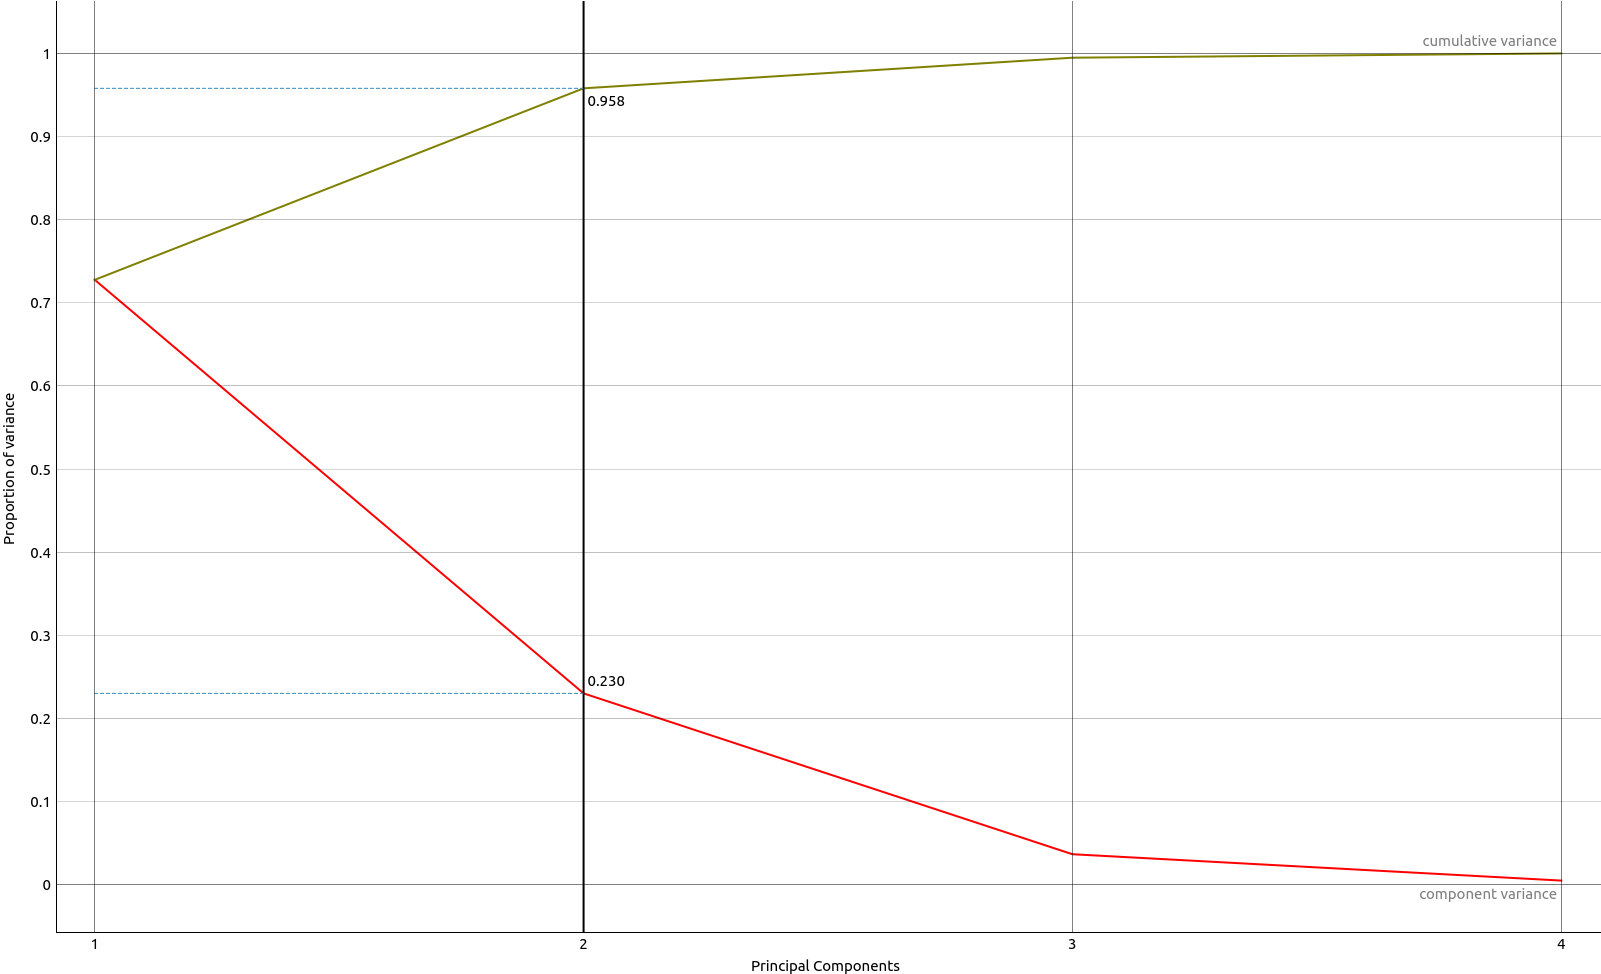 cumulative variance
1
0.958
0.9
0.8
0.7
0.6
Proportion of variance
0.5
0.4
0.3
0.230
0.2
0.1
0
component variance
1 2 3 4
Principal Components